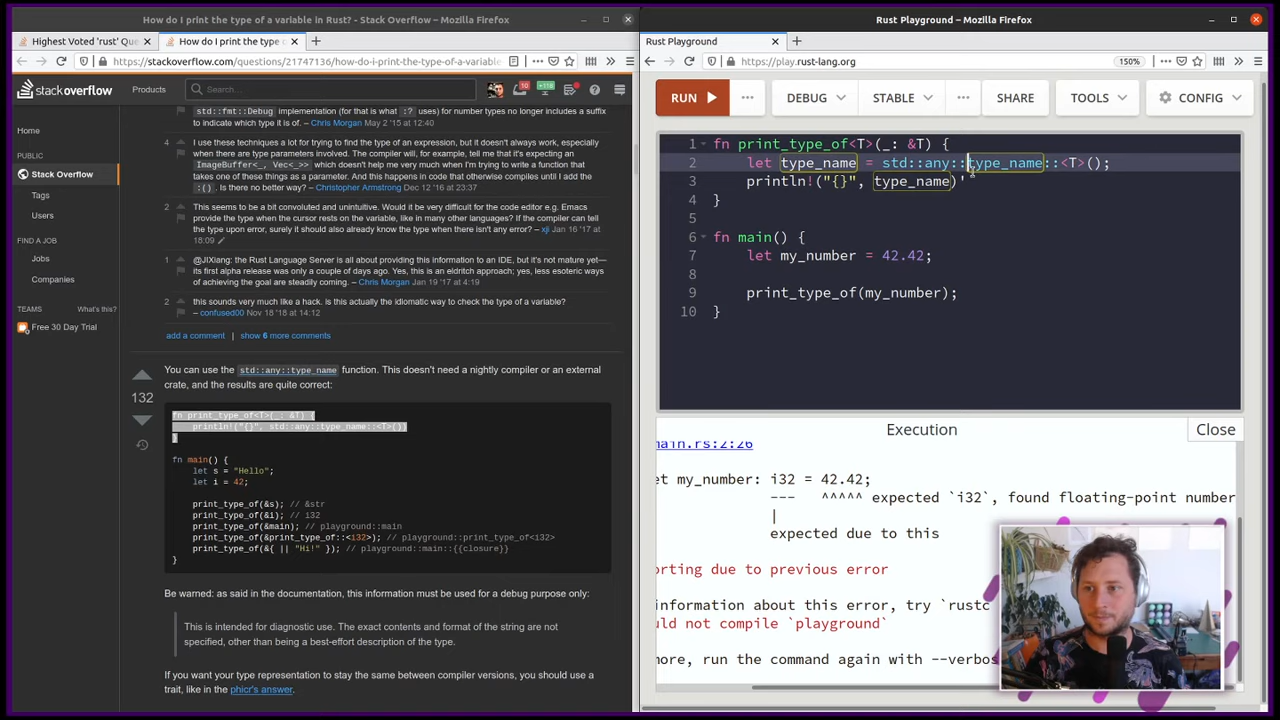 How do I print the type of a variable in Rust? - Stack Overflow – Mozilla Firefox
Highest Voted 'rust' Que
How do I print the type o
https://stackoverflow.com/questions/21747136/how-do-i-print-the-type-of-a-variable
stackoverflow
Products
Search...
10
+118
Home
PUBLIC
Stack Overflow
Tags
Users
FIND A JOB
Jobs
Companies
TEAMS
What's this?
Free 30 Day Trial
std::fmt::Debug implementation (for that is what :? uses) for number types no longer includes a suffix
to indicate which type it is of. – Chris Morgan May 2 '15 at 12:40
4
I use these techniques a lot for trying to find the type of an expression, but it doesn't always work, especially
when there are type parameters involved. The compiler will, for example, tell me that it's expecting an
ImageBuffer<_, Vec<_>> which doesn't help me very much when I'm trying to write a function that
takes one of these things as a parameter. And this happens in code that otherwise compiles until I add the
:(). Is there no better way? – Christopher Armstrong Dec 12 '16 at 23:37
2
This seems to be a bit convoluted and unintuitive. Would it be very difficult for the code editor e.g. Emacs
provide the type when the cursor rests on the variable, like in many other languages? If the compiler can
tell the type upon error, surely it should also already know the type when there isn't any error? – xji Jan 16 '17 at
18:09
1
@JIXiang: the Rust Language Server is all about providing this information to an IDE, but it's not mature yet—
its first alpha release was only a couple of days ago. Yes, this is an eldritch approach; yes, less esoteric ways
of achieving the goal are steadily coming. – Chris Morgan Jan 19 '17 at 4:19
2
this sounds very much like a hack. is this actually the idiomatic way to check the type of a variable?
– confused00 Nov 18 '18 at 14:12
add a comment | show 6 more comments
132
You can use the std::any::type_name function. This doesn't need a nightly compiler or an external
crate, and the results are quite correct:
fn print_type_of<T>(_: &T) {
println!("{}", std::any::type_name::<T>())
}
fn main() {
let s = "Hello";
let i = 42;
print_type_of(&s); // &str
print_type_of(&i); // i32
print_type_of(&main); // playground::main
print_type_of(&print_type_of::<i32>); // playground::print_type_of<i32>
print_type_of(&{ || "Hi!" }); // playground::main::{{closure}}
}
Be warned: as said in the documentation, this information must be used for a debug purpose only:
This is intended for diagnostic use. The exact contents and format of the string are not
specified, other than being a best-effort description of the type.
If you want your type representation to stay the same between compiler versions, you should use a
trait, like in the phicr's answer.
Rust Playground – Mozilla Firefox
Rust Playground
https://play.rust-lang.org
150%
RUN
DEBUG
STABLE
SHARE
TOOLS
CONFIG
1 fn print_type_of<T>(_: &T) {
2 let type_name = std::any::type_name::<T>();
3 println!("{}", type_name)'
4 }
5
6 fn main() {
7 let my_number = 42.42;
8
9 print_type_of(my_number);
10 }
Execution
Close
main.rs:2:26
et my_number: i32 = 42.42;
--- ^^^^^ expected `i32`, found floating-point number
|
expected due to this
orting due to previous error
information about this error, try `rustc
uld not compile `playground`
more, run the command again with --verbos